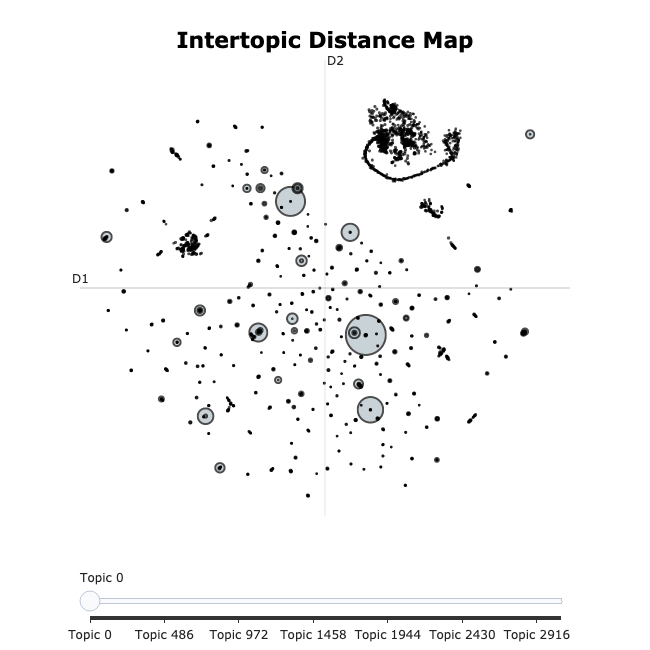 Intertopic Distance Map
D2
D1
Topic 0
Topic 0 Topic 486 Topic 972 Topic 1458 Topic 1944 Topic 2430 Topic 2916